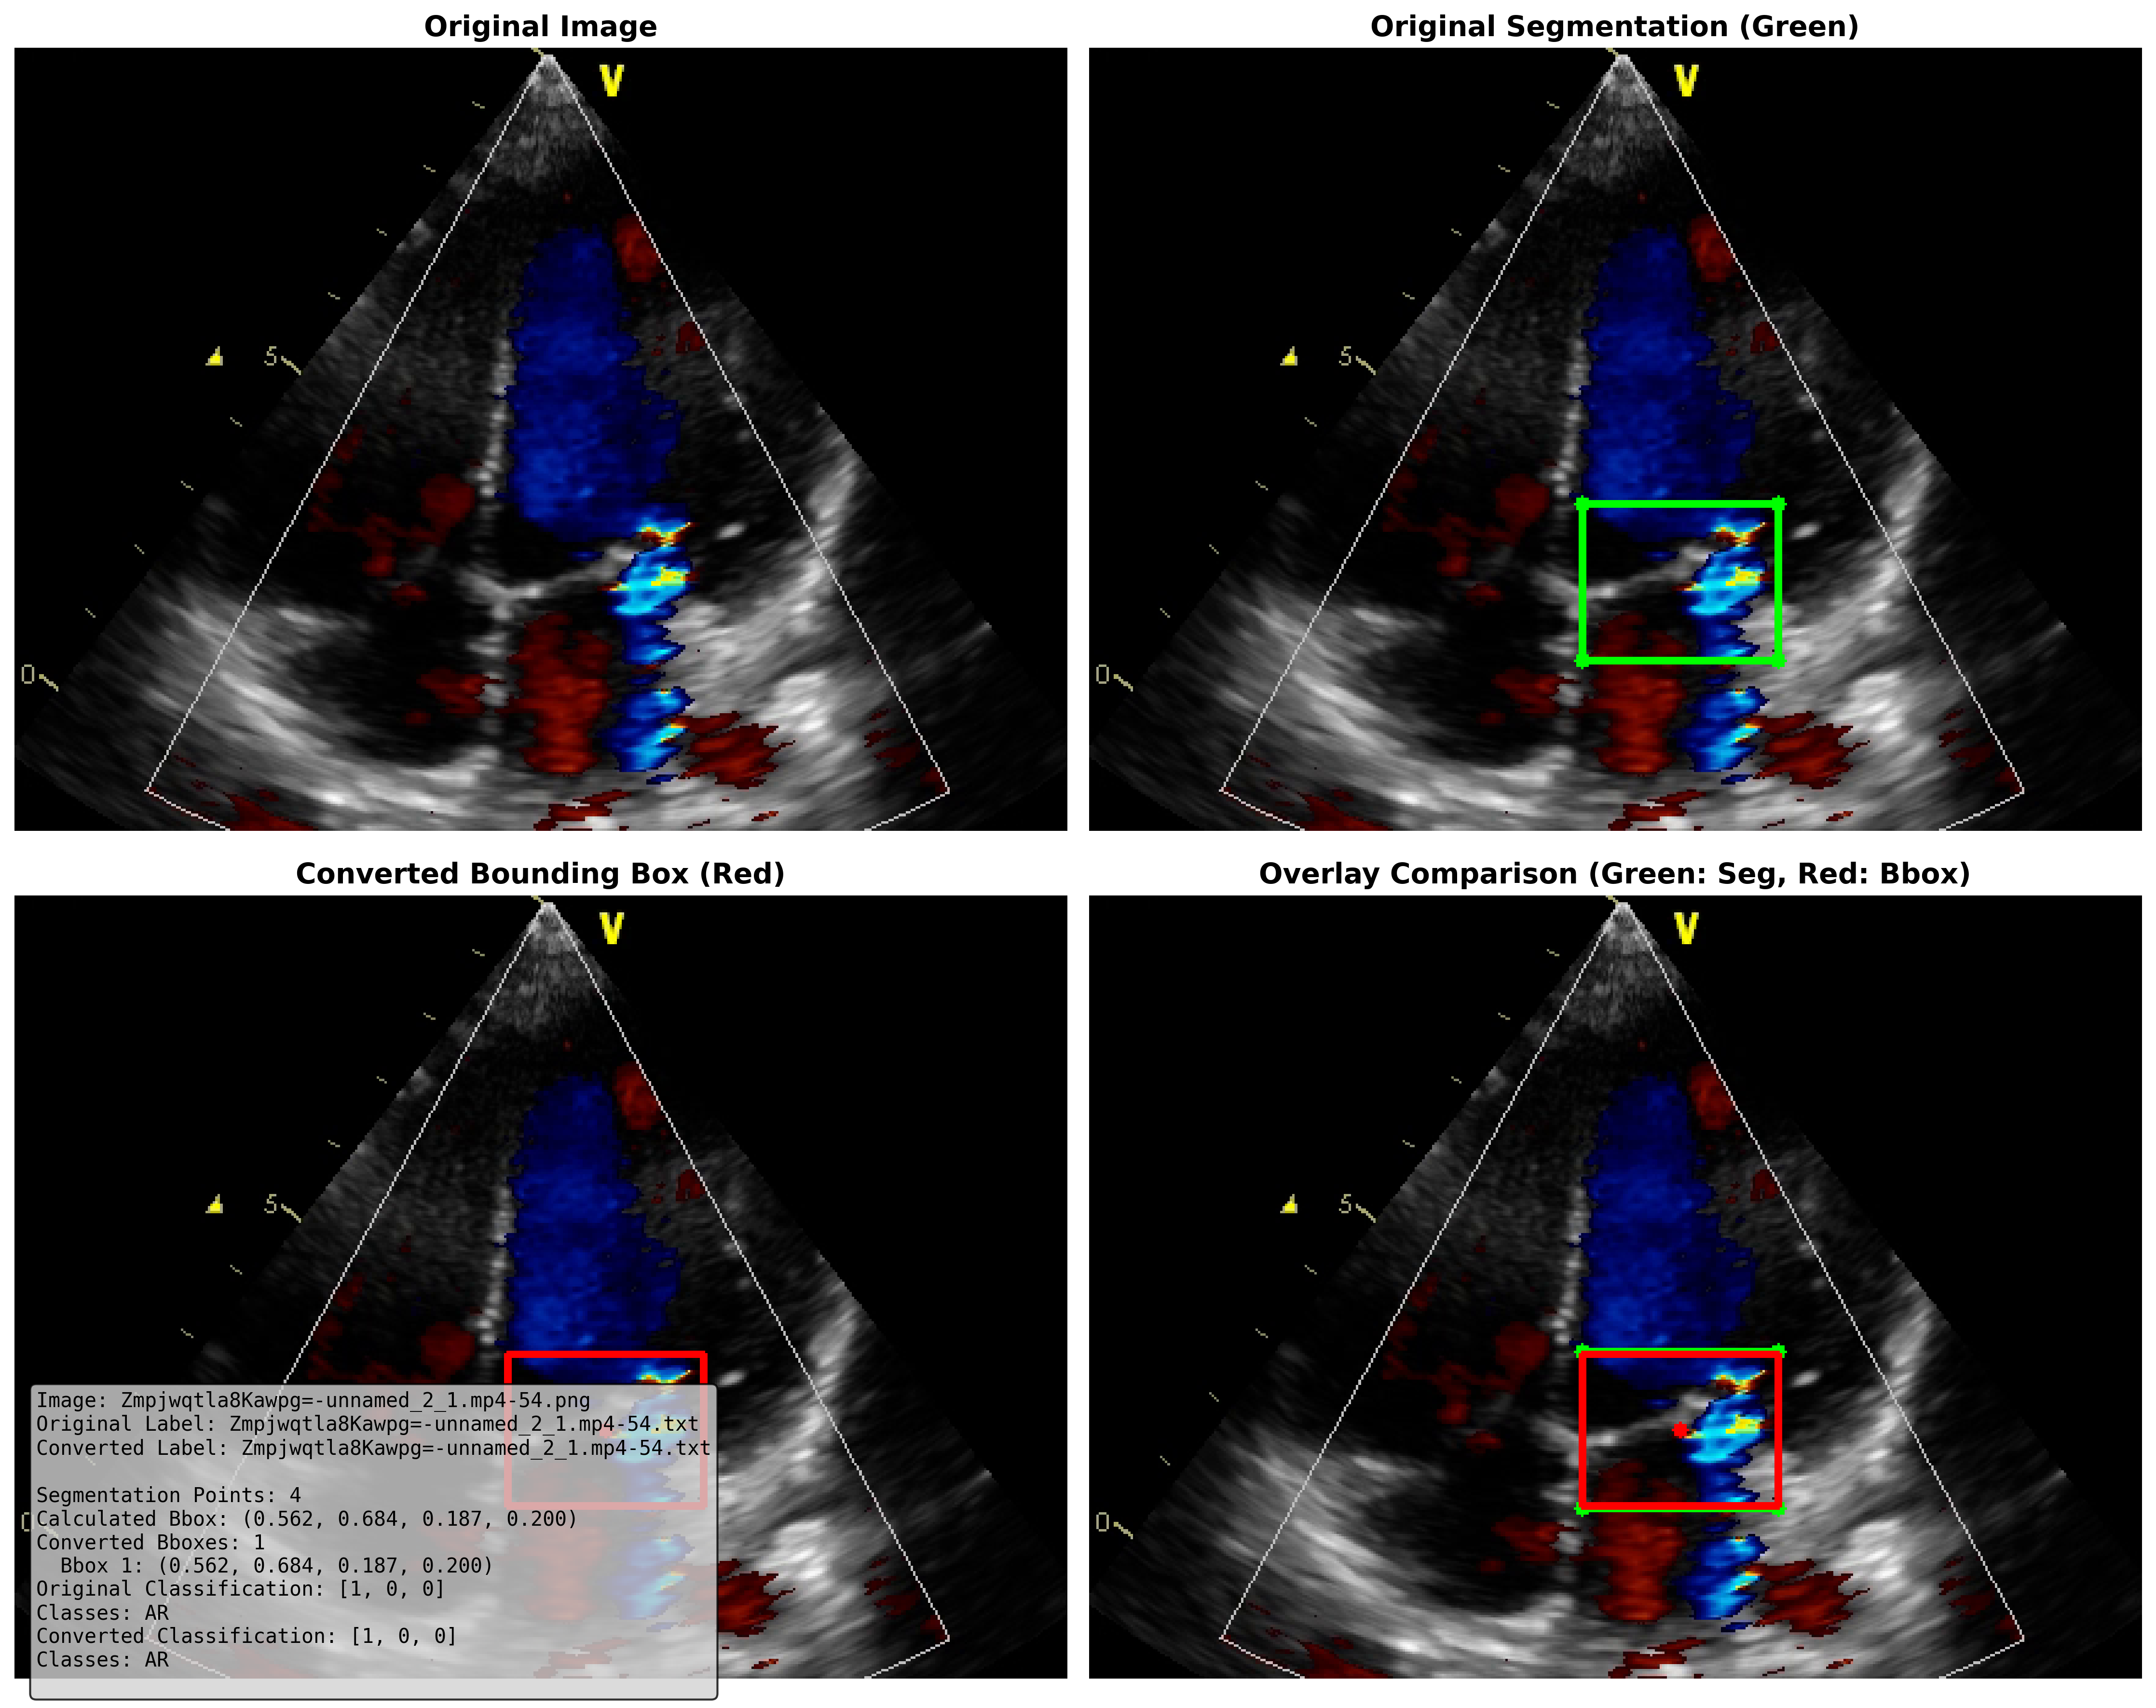 Original Image
Original Segmentation (Green)
V
V
5
5
0
0
Converted Bounding Box (Red)
Overlay Comparison (Green: Seg, Red: Bbox)
V
V
5
5
Image: Zmpjwqtla8Kawpg=-unnamed_2_1.mp4-54.png
Original Label: Zmpjwqtla8Kawpg=-unnamed_2_1.mp4-54.txt
Converted Label: Zmpjwqtla8Kawpg=-unnamed_2_1.mp4-54.txt
Segmentation Points: 4
Calculated Bbox: (0.562, 0.684, 0.187, 0.200)
0
Converted Bboxes: 1
Bbox 1: (0.562, 0.684, 0.187, 0.200)
Original Classification: [1, 0, 0]
Classes: AR
Converted Classification: [1, 0, 0]
Classes: AR